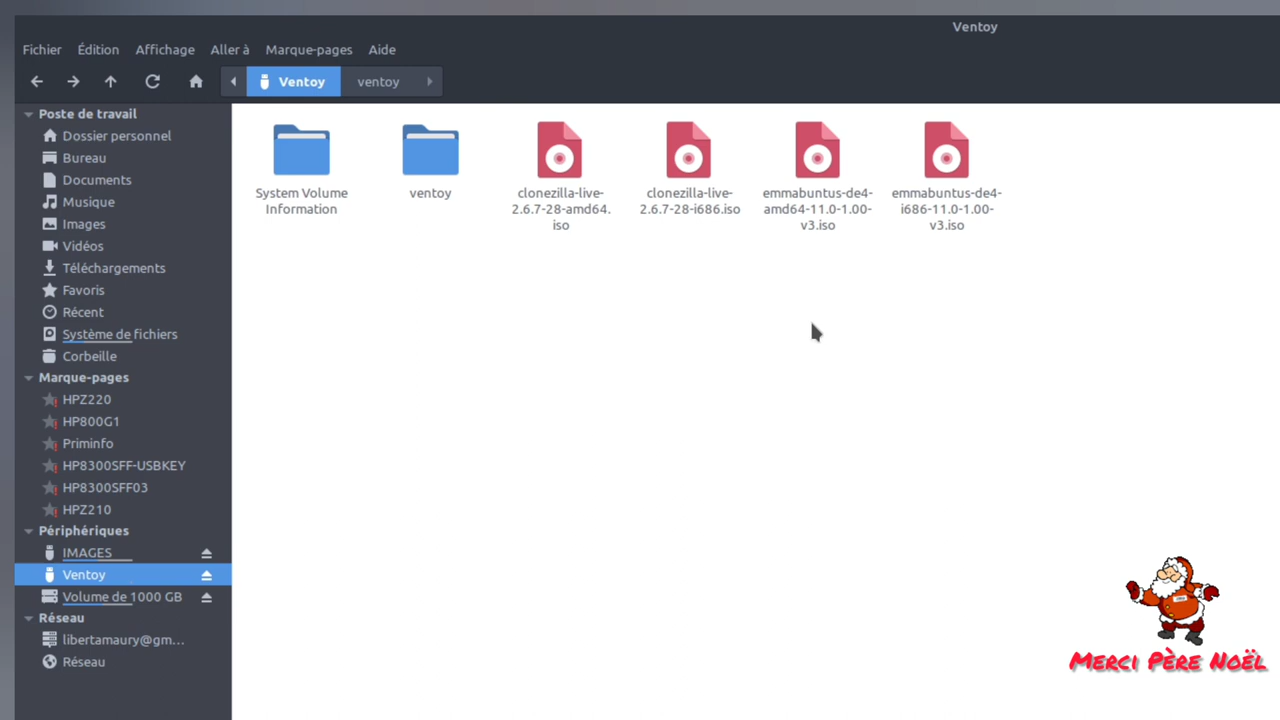 Ventoy
Fichier Édition Affichage Aller à Marque-pages Aide
Ventoy ventoy
Poste de travail
Dossier personnel
Bureau
Documents
Musique
Images
Vidéos
Téléchargements
Favoris
Récent
Système de fichiers
Corbeille
Marque-pages
HPZ220
HP800G1
Priminfo
HP8300SFF-USBKEY
HP8300SFF03
HPZ210
Périphériques
IMAGES
Ventoy
Volume de 1000 GB
Réseau
libertamaury@gm...
Réseau
System Volume
Information
ventoy
clonezilla-live-
2.6.7-28-amd64.
iso
clonezilla-live-
2.6.7-28-i686.iso
emmabuntus-de4-
amd64-11.0-1.00-
v3.iso
emmabuntus-de4-
i686-11.0-1.00-
v3.iso
Merci Père Noël